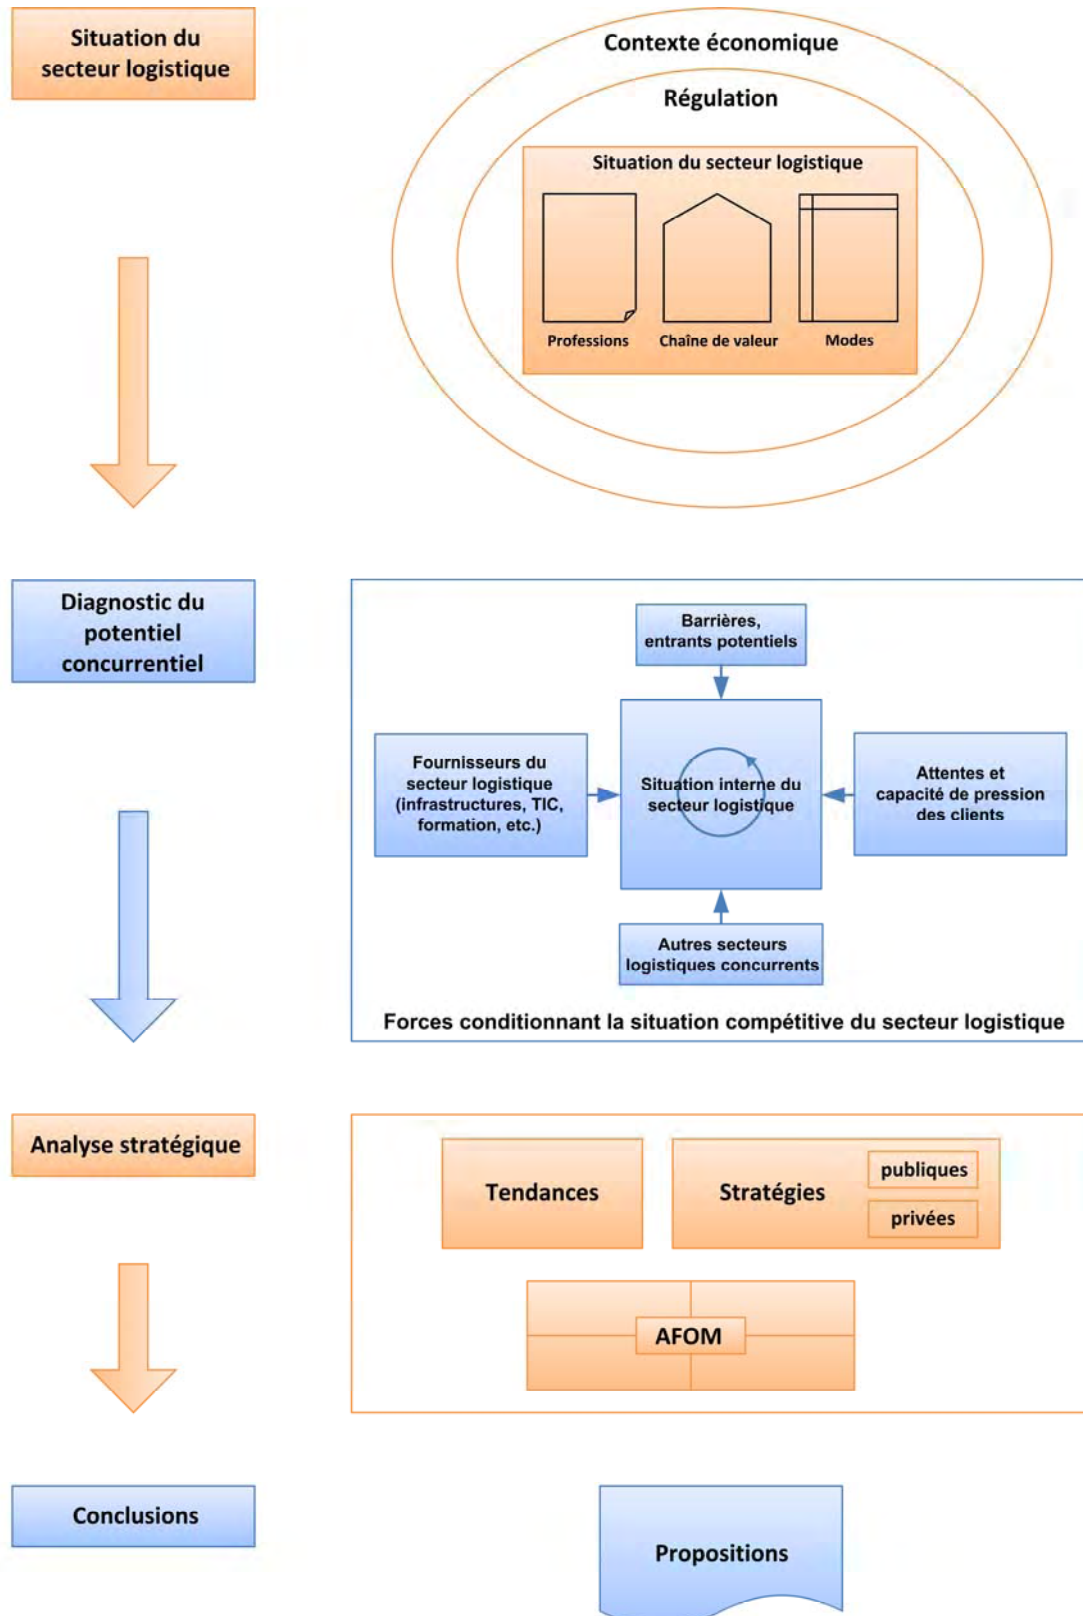 Situation du
secteur logistique
Contexte économique
Régulation
Situation du secteur logistique
Professions
Chaîne de valeur
Modes
Diagnostic du
potentiel
concurrentiel
Barrières,
entrants potentiels
Fournisseurs du
secteur logistique
(infrastructures, TIC,
formation, etc.)
Situation interne du
secteur logistique
Attentes et
capacité de pression
des clients
Autres secteurs
logistiques concurrents
Forces conditionnant la situation compétitive du secteur logistique
Analyse stratégique
Tendances
Stratégies
publiques
privées
AFOM
Conclusions
Propositions